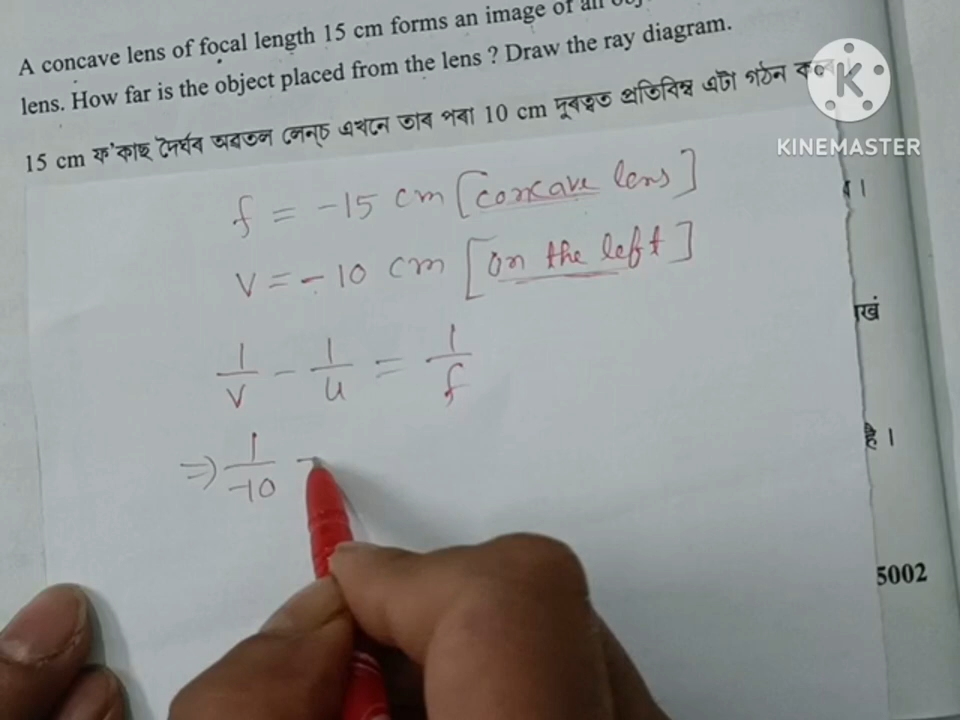 A concave lens of focal length 15 cm forms an image of an
lens. How far is the object placed from the lens ? Draw the ray diagram.
15 cm ফ'কাছ দৈৰ্ঘৰ অৱতল লেন্‌চ এখনে তাৰ পৰা 10 cm দূৰত্বত প্ৰতিবিম্ব এটা গঠন
KINEMASTER
f = -15 cm [concave lens]
v = -10 cm [on the left]
1/v - 1/u = 1/f
⇒ 1/-10 -
है।
5002